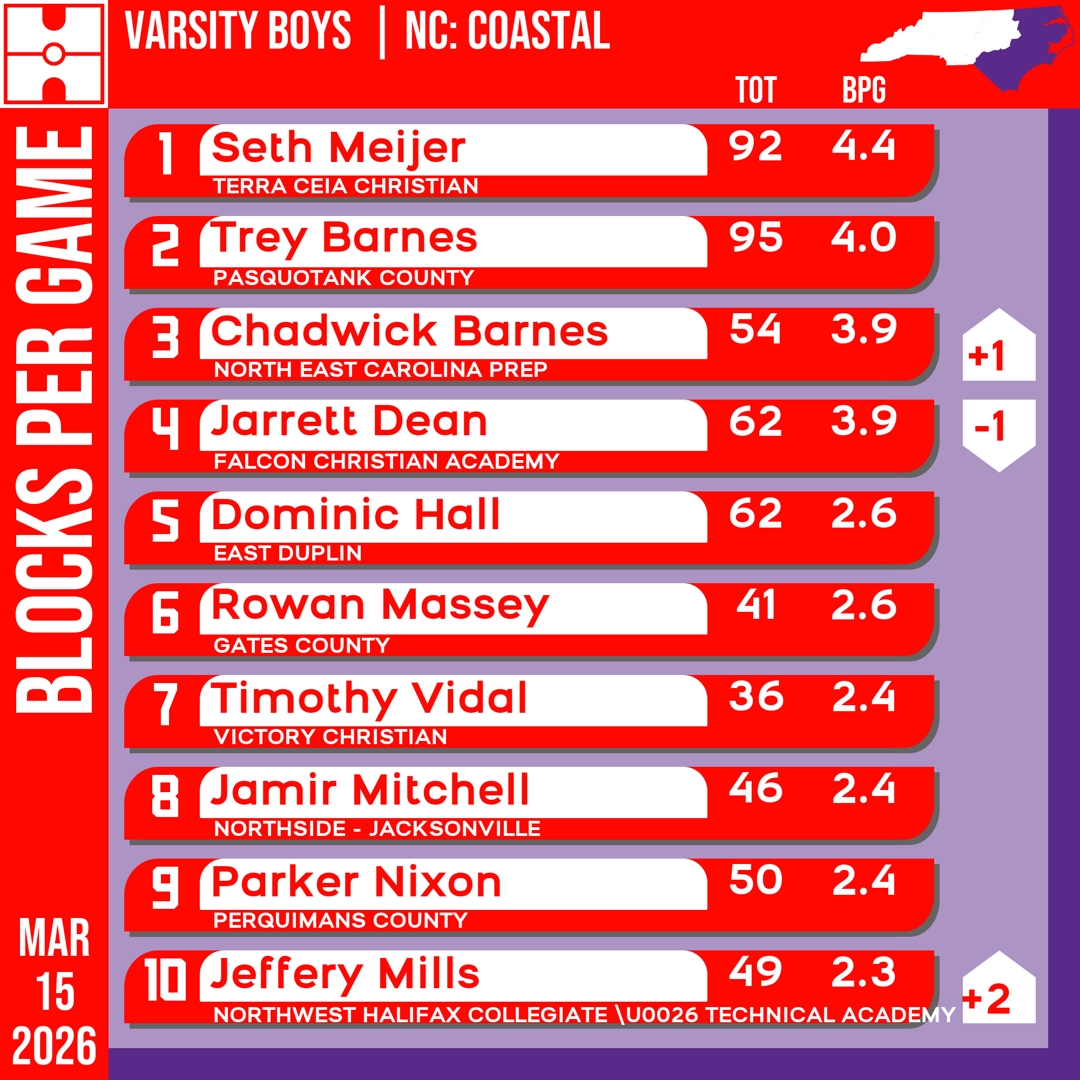 VARSITY BOYS | NC: COASTAL
TOT BPG
BLOCKS PER GAME
1 Seth Meijer 92 4.4
TERRA CEIA CHRISTIAN
2 Trey Barnes 95 4.0
PASQUOTANK COUNTY
3 Chadwick Barnes 54 3.9 +1
NORTH EAST CAROLINA PREP
4 Jarrett Dean 62 3.9 -1
FALCON CHRISTIAN ACADEMY
5 Dominic Hall 62 2.6
EAST DUPLIN
6 Rowan Massey 41 2.6
GATES COUNTY
7 Timothy Vidal 36 2.4
VICTORY CHRISTIAN
8 Jamir Mitchell 46 2.4
NORTHSIDE - JACKSONVILLE
9 Parker Nixon 50 2.4
PERQUIMANS COUNTY
10 Jeffery Mills 49 2.3 +2
NORTHWEST HALIFAX COLLEGIATE \U0026 TECHNICAL ACADEMY
MAR
15
2026